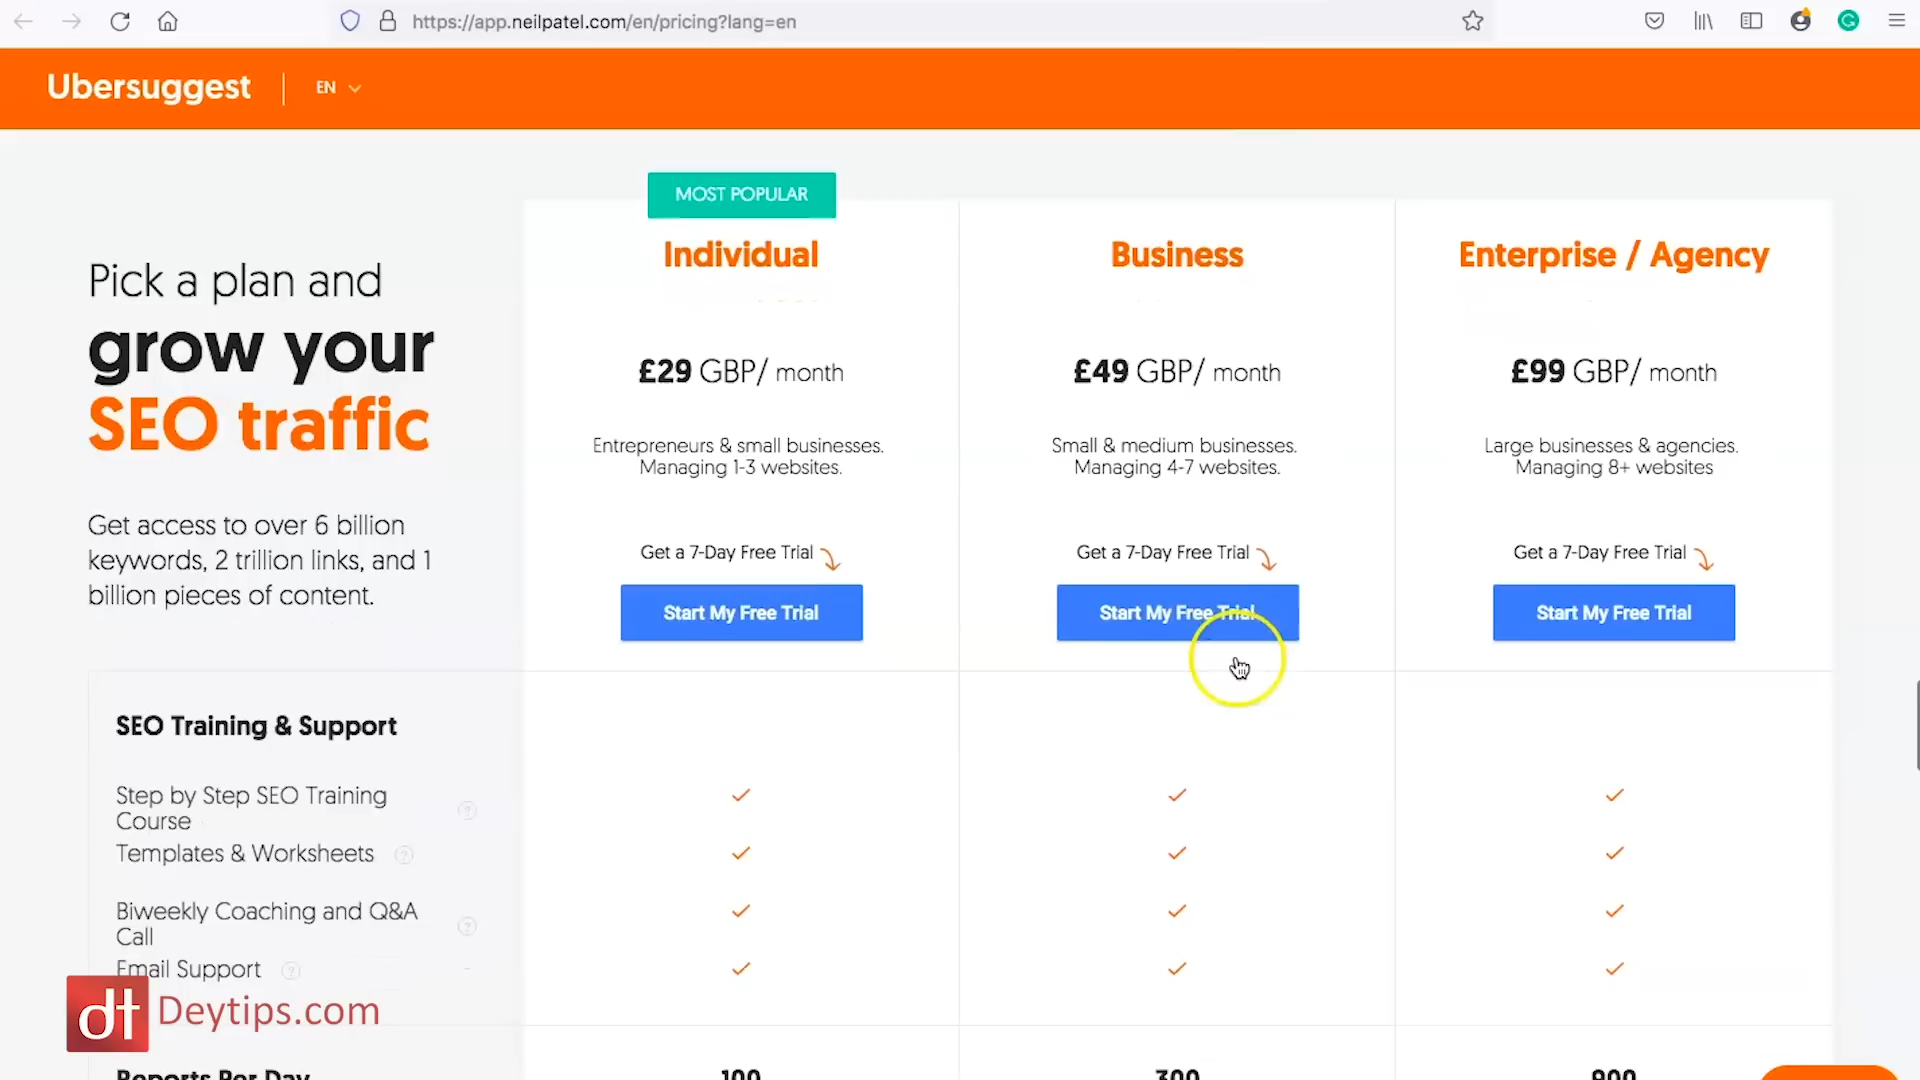 https://app.neilpatel.com/en/pricing?lang=en
Ubersuggest
EN
Pick a plan and
grow your
SEO traffic
Get access to over 6 billion
keywords, 2 trillion links, and 1
billion pieces of content.
MOST POPULAR
Individual
£29 GBP/ month
Entrepreneurs & small businesses.
Managing 1-3 websites.
Get a 7-Day Free Trial
Start My Free Trial
Business
£49 GBP/ month
Small & medium businesses.
Managing 4-7 websites.
Get a 7-Day Free Trial
Start My Free Trial
Enterprise / Agency
£99 GBP/ month
Large businesses & agencies.
Managing 8+ websites
Get a 7-Day Free Trial
Start My Free Trial
SEO Training & Support
Step by Step SEO Training
Course
Templates & Worksheets
Biweekly Coaching and Q&A
Call
Email Support
dt Deytips.com
Reports Per Day
100
300
900